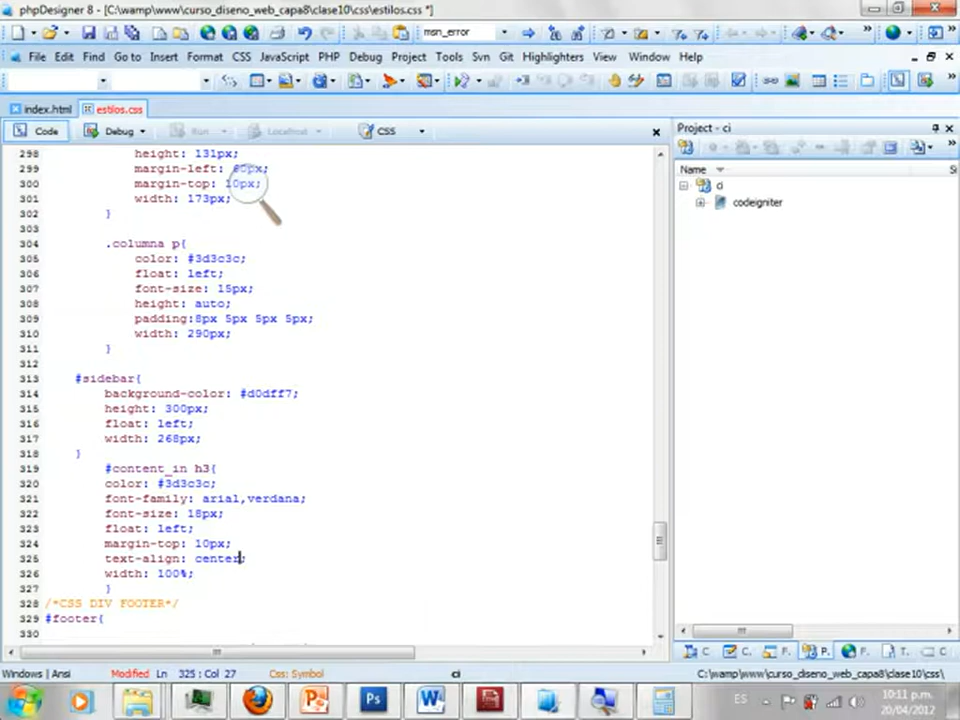 phpDesigner 8 - [C:\wamp\www\curso_diseno_web_capa8\clase10\css\estilos.css *]
msn_error
File Edit Find Go to Insert Format CSS JavaScript PHP Debug Project Tools Svn Git Highlighters View Window Help
index.html estilos.css
Code Debug Run Localhost CSS
Project - ci
Name
ci
codeigniter
298 height: 131px;
299 margin-left: 60px;
300 margin-top: 10px;
301 width: 173px;
302 }
303
304 .columna p{
305 color: #3d3c3c;
306 float: left;
307 font-size: 15px;
308 height: auto;
309 padding:8px 5px 5px 5px;
310 width: 290px;
311 }
312
313 #sidebar{
314 background-color: #d0dff7;
315 height: 300px;
316 float: left;
317 width: 268px;
318 }
319 #content_in h3{
320 color: #3d3c3c;
321 font-family: arial,verdana;
322 font-size: 18px;
323 float: left;
324 margin-top: 10px;
325 text-align: center;
326 width: 100%;
327 }
328 /*CSS DIV FOOTER*/
329 #footer{
330
C C. F. P. F. T. C
Windows | Ansi Modified Ln 325 : Col 27 Css: Symbol ci C:\wamp\www\curso_diseno_web_capa8\clase10\css\
ES 10:11 p.m.
20/04/2012